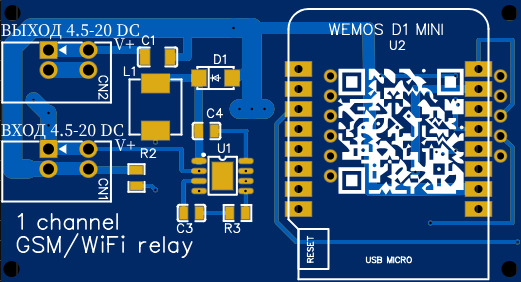 ВЫХОД 4.5-20 DC
V+
C1
D1
L1
CN2
WEMOS D1 MINI
U2
ВХОД 4.5-20 DC
V+
C4
R2
U1
CN1
C3
R3
1 channel
GSM/WiFi relay
RESET
USB MICRO